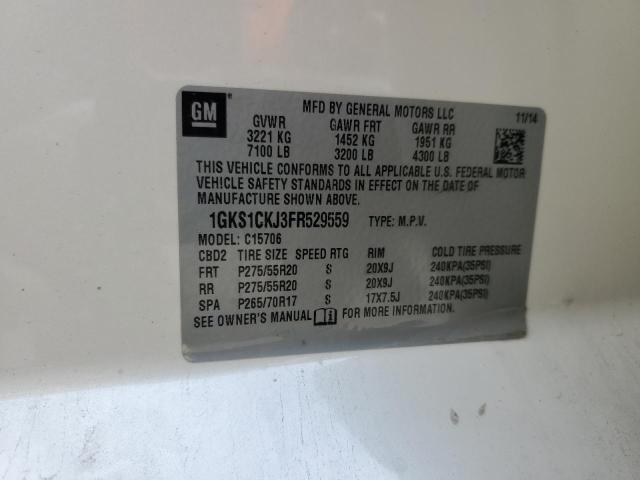 GM®
MFD BY GENERAL MOTORS LLC 11/14
GVWR GAWR FRT GAWR RR
3221 KG 1452 KG 1951 KG
7100 LB 3200 LB 4300 LB
THIS VEHICLE CONFORMS TO ALL APPLICABLE U.S. FEDERAL MOTOR
VEHICLE SAFETY STANDARDS IN EFFECT ON THE DATE OF
MANUFACTURE SHOWN ABOVE.
1GKS1CKJ3FR529559 TYPE: M.P.V.
MODEL: C15706
CBD2 TIRE SIZE SPEED RTG RIM COLD TIRE PRESSURE
FRT P275/55R20 S 20X9J 240KPA(35PSI)
RR P275/55R20 S 20X9J 240KPA(35PSI)
SPA P265/70R17 S 17X7.5J 240KPA(35PSI)
SEE OWNER'S MANUAL FOR MORE INFORMATION.